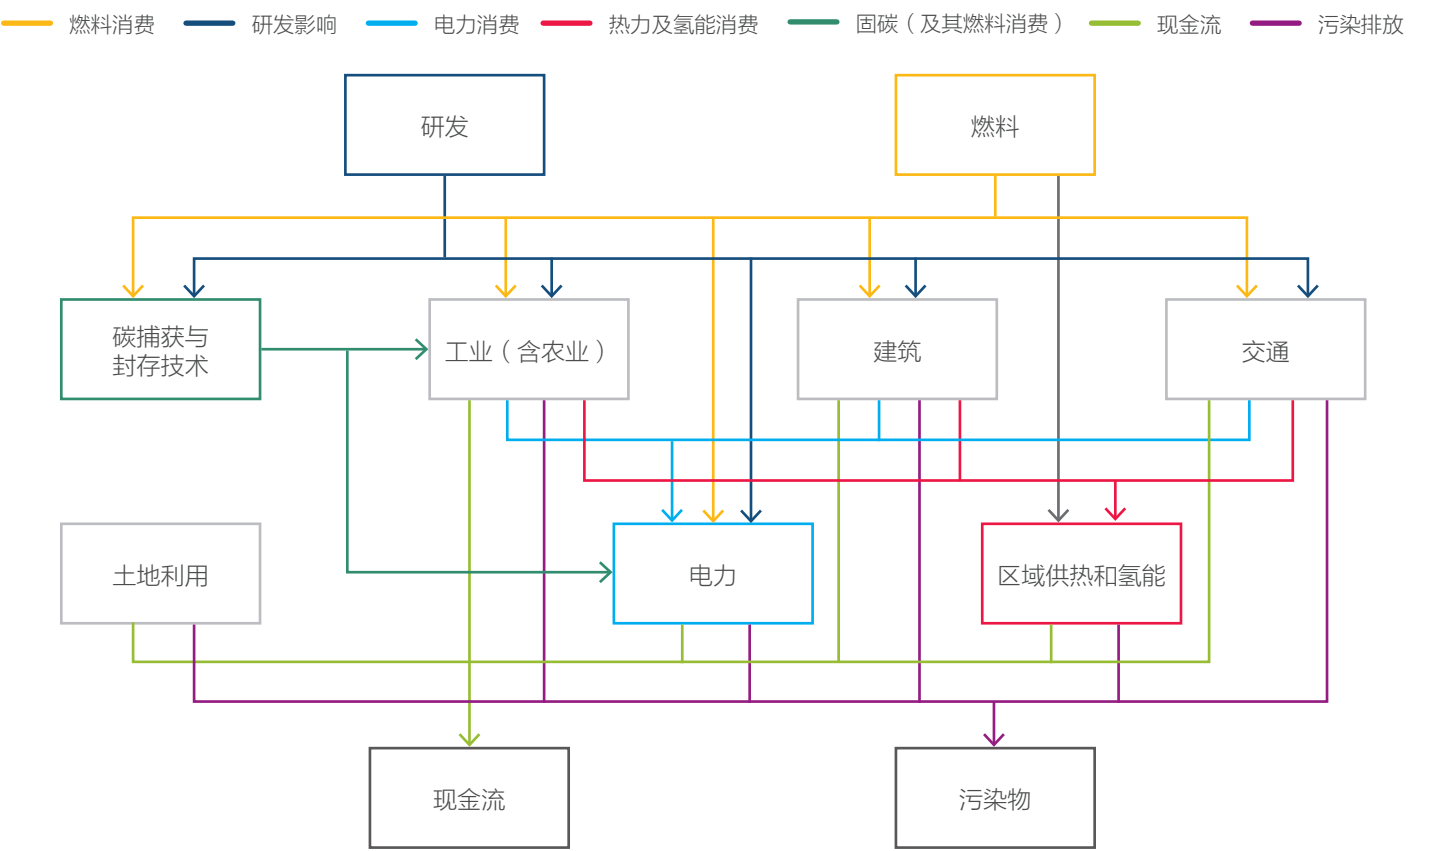 燃料消费
研发影响
电力消费
热力及氢能消费
固碳（及其燃料消费）
现金流
污染排放
研发
燃料
碳捕获与
封存技术
工业（含农业）
建筑
交通
土地利用
电力
区域供热和氢能
现金流
污染物